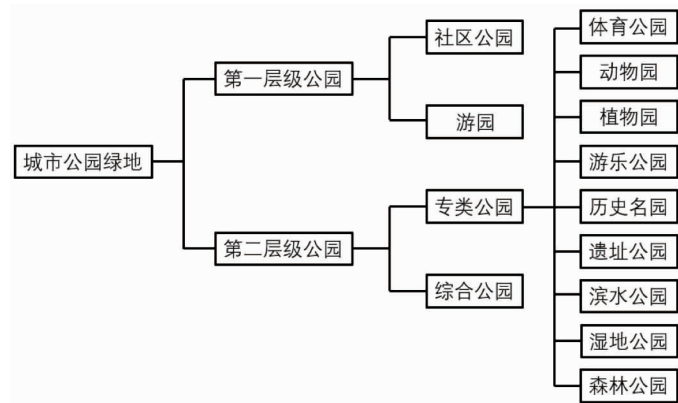 城市公园绿地
第一层级公园
社区公园
游园
第二层级公园
专类公园
综合公园
体育公园
动物园
植物园
游乐公园
历史名园
遗址公园
滨水公园
湿地公园
森林公园